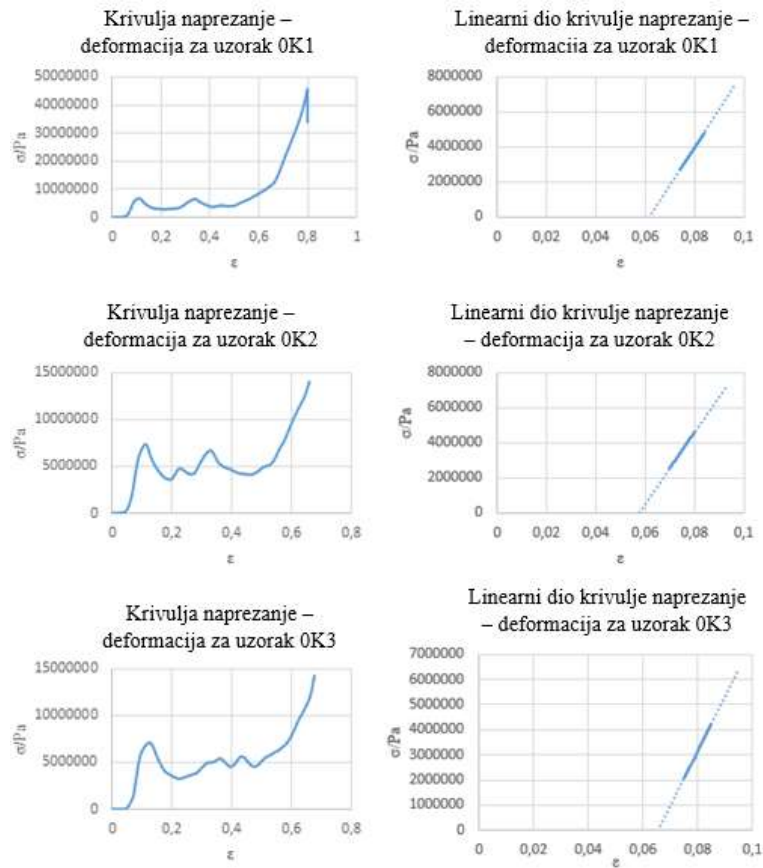 Krivulja naprezanje –
deformacija za uzorak 0K1
50000000
40000000
30000000
20000000
10000000
0
σ/Pa
0 0,2 0,4 0,6 0,8 1
ε
Linearni dio krivulje naprezanje –
deformacija za uzorak 0K1
8000000
6000000
4000000
2000000
0
σ/Pa
0 0,02 0,04 0,06 0,08 0,1
ε
Krivulja naprezanje –
deformacija za uzorak 0K2
15000000
10000000
5000000
0
σ/Pa
0 0,2 0,4 0,6 0,8
ε
Linearni dio krivulje naprezanje
– deformacija za uzorak 0K2
8000000
6000000
4000000
2000000
0
σ/Pa
0 0,02 0,04 0,06 0,08 0,1
ε
Krivulja naprezanje –
deformacija za uzorak 0K3
15000000
10000000
5000000
0
σ/Pa
0 0,2 0,4 0,6 0,8
ε
Linearni dio krivulje naprezanje
– deformacija za uzorak 0K3
7000000
6000000
5000000
4000000
3000000
2000000
1000000
0
σ/Pa
0 0,02 0,04 0,06 0,08 0,1
ε